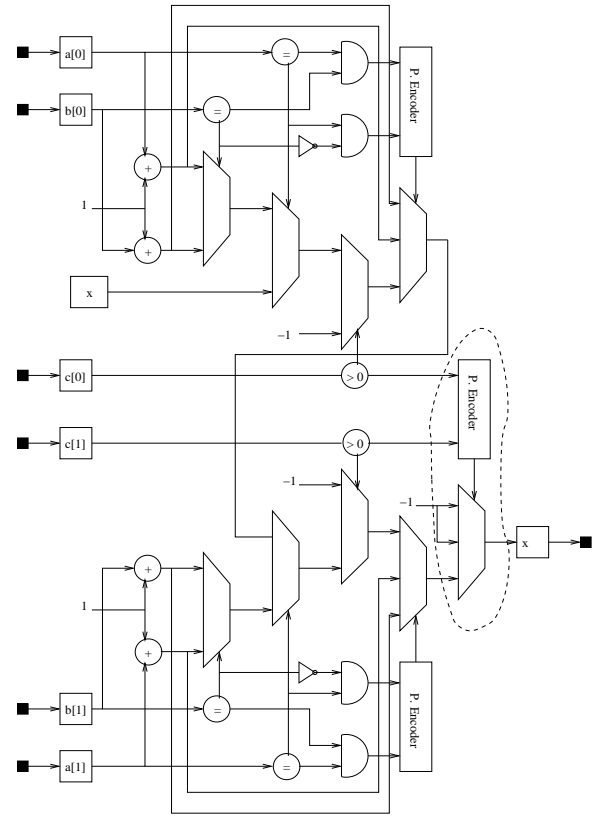 a[0]
=
P. Encoder
b[0]
=
+
1
+
x
−1
c[0]
> 0
P. Encoder
c[1]
> 0
−1
−1
x
+
1
+
P. Encoder
b[1]
=
a[1]
=